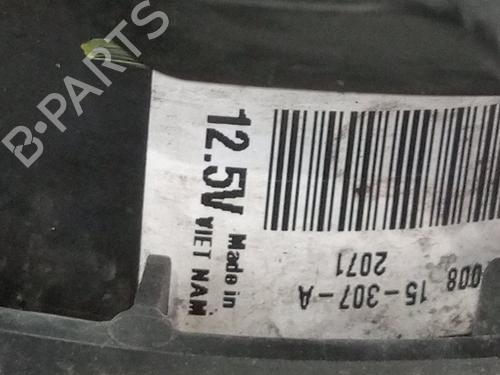 B-PARTS
12.5V
Made in
VIET NAM
008
15-307-A
2071